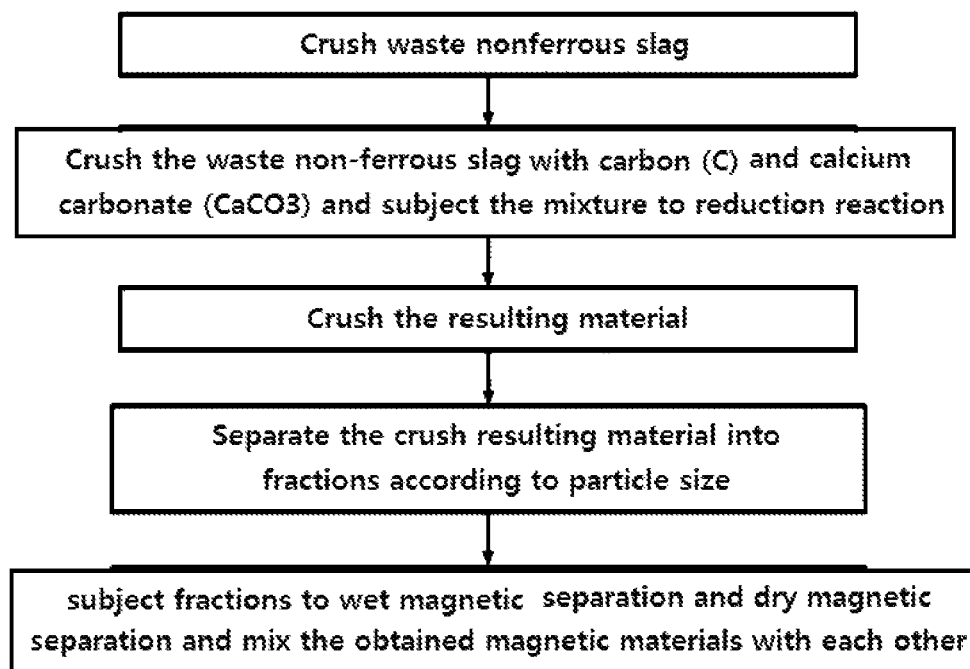 Crush waste nonferrous slag
Crush the waste non-ferrous slag with carbon (C) and calcium
carbonate (CaCO3) and subject the mixture to reduction reaction
Crush the resulting material
Separate the crush resulting material into
fractions according to particle size
subject fractions to wet magnetic separation and dry magnetic
separation and mix the obtained magnetic materials with each other